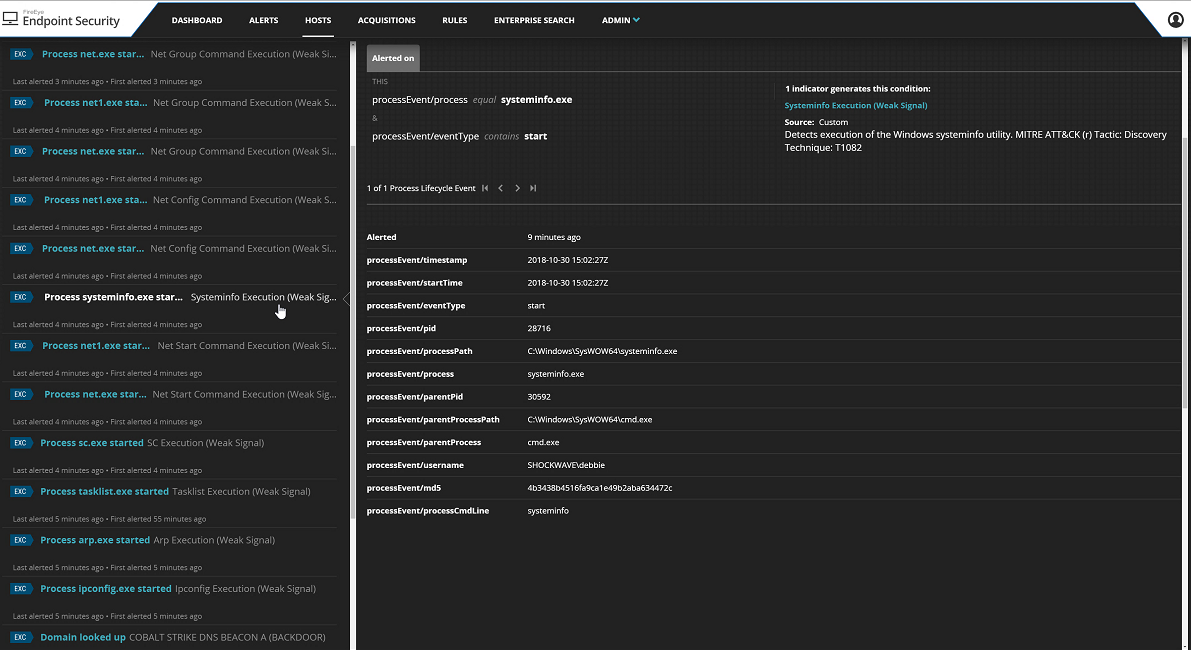 FireEye
Endpoint Security
DASHBOARD ALERTS HOSTS ACQUISITIONS RULES ENTERPRISE SEARCH ADMIN
EXC Process net.exe star... Net Group Command Execution (Weak Si...
Last alerted 3 minutes ago • First alerted 3 minutes ago
EXC Process net1.exe sta... Net Group Command Execution (Weak S...
Last alerted 4 minutes ago • First alerted 4 minutes ago
EXC Process net.exe star... Net Group Command Execution (Weak Si...
Last alerted 4 minutes ago • First alerted 4 minutes ago
EXC Process net1.exe sta... Net Config Command Execution (Weak S...
Last alerted 4 minutes ago • First alerted 4 minutes ago
EXC Process net.exe star... Net Config Command Execution (Weak Si...
Last alerted 4 minutes ago • First alerted 4 minutes ago
EXC Process systeminfo.exe star... Systeminfo Execution (Weak Sig...
Last alerted 4 minutes ago • First alerted 4 minutes ago
EXC Process net1.exe star... Net Start Command Execution (Weak Si...
Last alerted 4 minutes ago • First alerted 4 minutes ago
EXC Process net.exe star... Net Start Command Execution (Weak Sig...
Last alerted 4 minutes ago • First alerted 4 minutes ago
EXC Process sc.exe started SC Execution (Weak Signal)
Last alerted 4 minutes ago • First alerted 4 minutes ago
EXC Process tasklist.exe started Tasklist Execution (Weak Signal)
Last alerted 5 minutes ago • First alerted 55 minutes ago
EXC Process arp.exe started Arp Execution (Weak Signal)
Last alerted 5 minutes ago • First alerted 5 minutes ago
EXC Process ipconfig.exe started Ipconfig Execution (Weak Signal)
Last alerted 5 minutes ago • First alerted 5 minutes ago
EXC Domain looked up COBALT STRIKE DNS BEACON A (BACKDOOR)
Alerted on
THIS
processEvent/process equal systeminfo.exe
&
processEvent/eventType contains start
1 indicator generates this condition:
Systeminfo Execution (Weak Signal)
Source: Custom
Detects execution of the Windows systeminfo utility. MITRE ATT&CK (r) Tactic: Discovery
Technique: T1082
1 of 1 Process Lifecycle Event
Alerted 9 minutes ago
processEvent/timestamp 2018-10-30 15:02:27Z
processEvent/startTime 2018-10-30 15:02:27Z
processEvent/eventType start
processEvent/pid 28716
processEvent/processPath C:\Windows\SysWOW64\systeminfo.exe
processEvent/process systeminfo.exe
processEvent/parentPid 30592
processEvent/parentProcessPath C:\Windows\SysWOW64\cmd.exe
processEvent/parentProcess cmd.exe
processEvent/username SHOCKWAVE\debbie
processEvent/md5 4b3438b4516fa9ca1e49b2aba634472c
processEvent/processCmdLine systeminfo